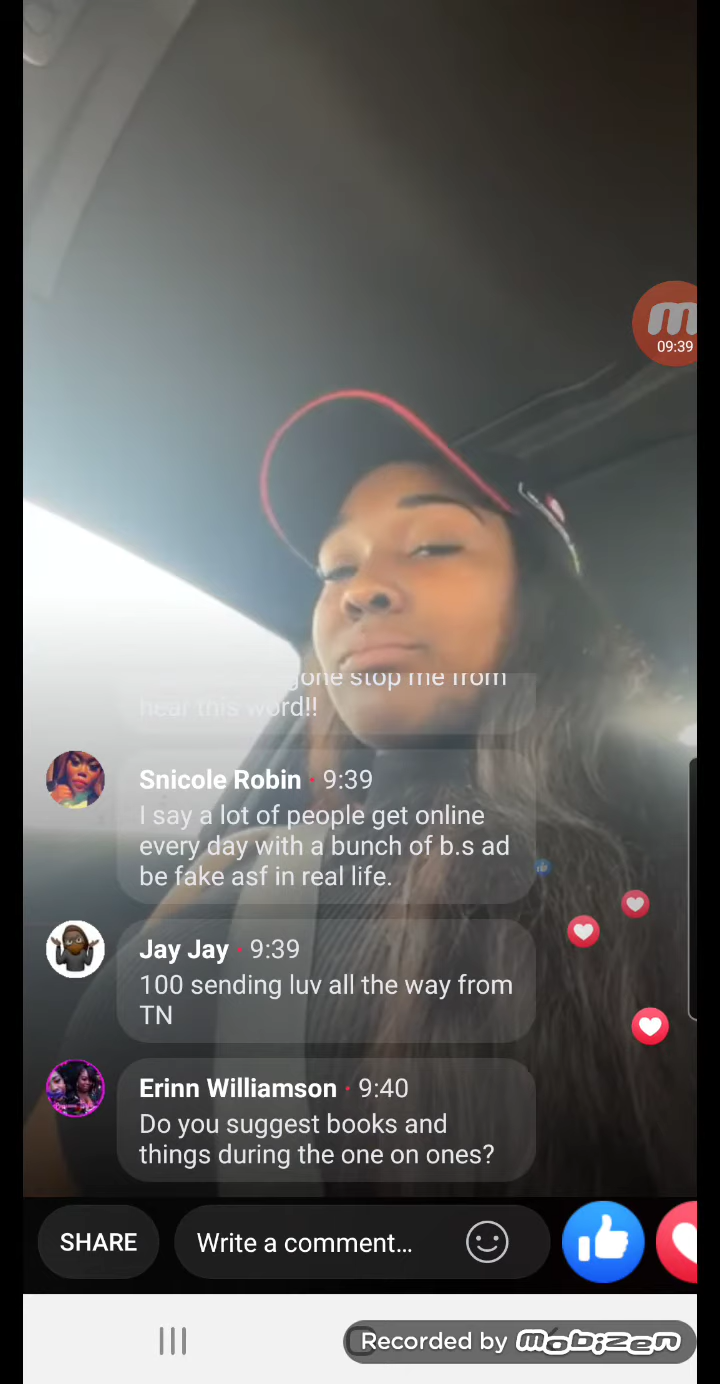 09:39
gone stop me from
hear this word!!
Snicole Robin • 9:39
I say a lot of people get online
every day with a bunch of b.s ad
be fake asf in real life.
Jay Jay • 9:39
100 sending luv all the way from
TN
Erinn Williamson • 9:40
Do you suggest books and
things during the one on ones?
SHARE
Write a comment...
Recorded by mobizen